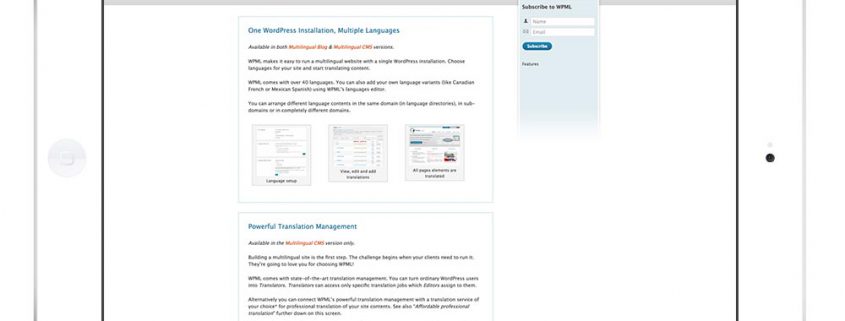 Subscribe to WPML
Name
Email
Subscribe
Features
One WordPress Installation, Multiple Languages
Available in both Multilingual Blog & Multilingual CMS versions.
WPML makes it easy to run a multilingual website with a single WordPress installation. Choose
languages for your site and start translating content.
WPML comes with over 40 languages. You can also add your own language variants (like Canadian
French or Mexican Spanish) using WPML's languages editor.
You can arrange different language contents in the same domain (in language directories), in sub-
domains or in completely different domains.
Language setup
View, edit and add
translations
All pages elements are
translated
Powerful Translation Management
Available in the Multilingual CMS version only.
Building a multilingual site is the first step. The challenge begins when your clients need to run it.
They're going to love you for choosing WPML!
WPML comes with state-of-the-art translation management. You can turn ordinary WordPress users
into Translators. Translators can access only specific translation jobs which Editors assign to them.
Alternatively you can connect WPML's powerful translation management with a translation service of
your choice* for professional translation of your site contents. See also "Affordable professional
translation" further down on this screen.